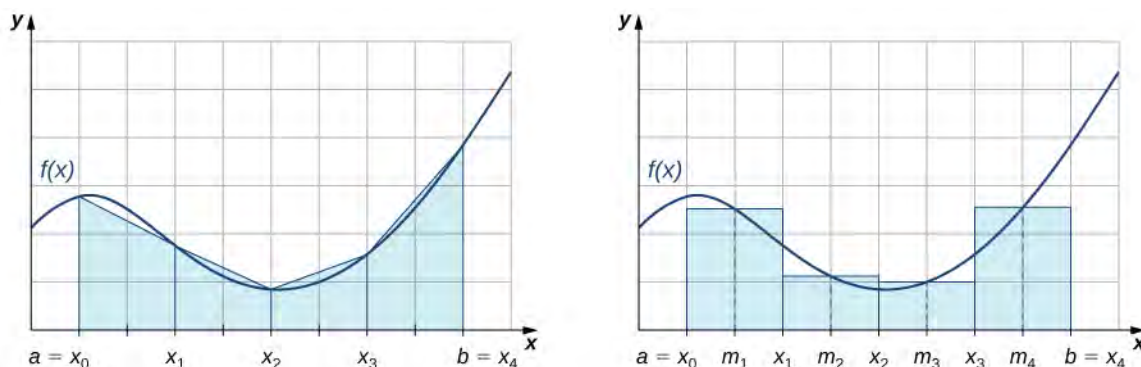 y
f(x)
a = x₀ x₁ x₂ x₃ b = x₄
x
y
f(x)
a = x₀ m₁ x₁ m₂ x₂ m₃ x₃ m₄ b = x₄
x